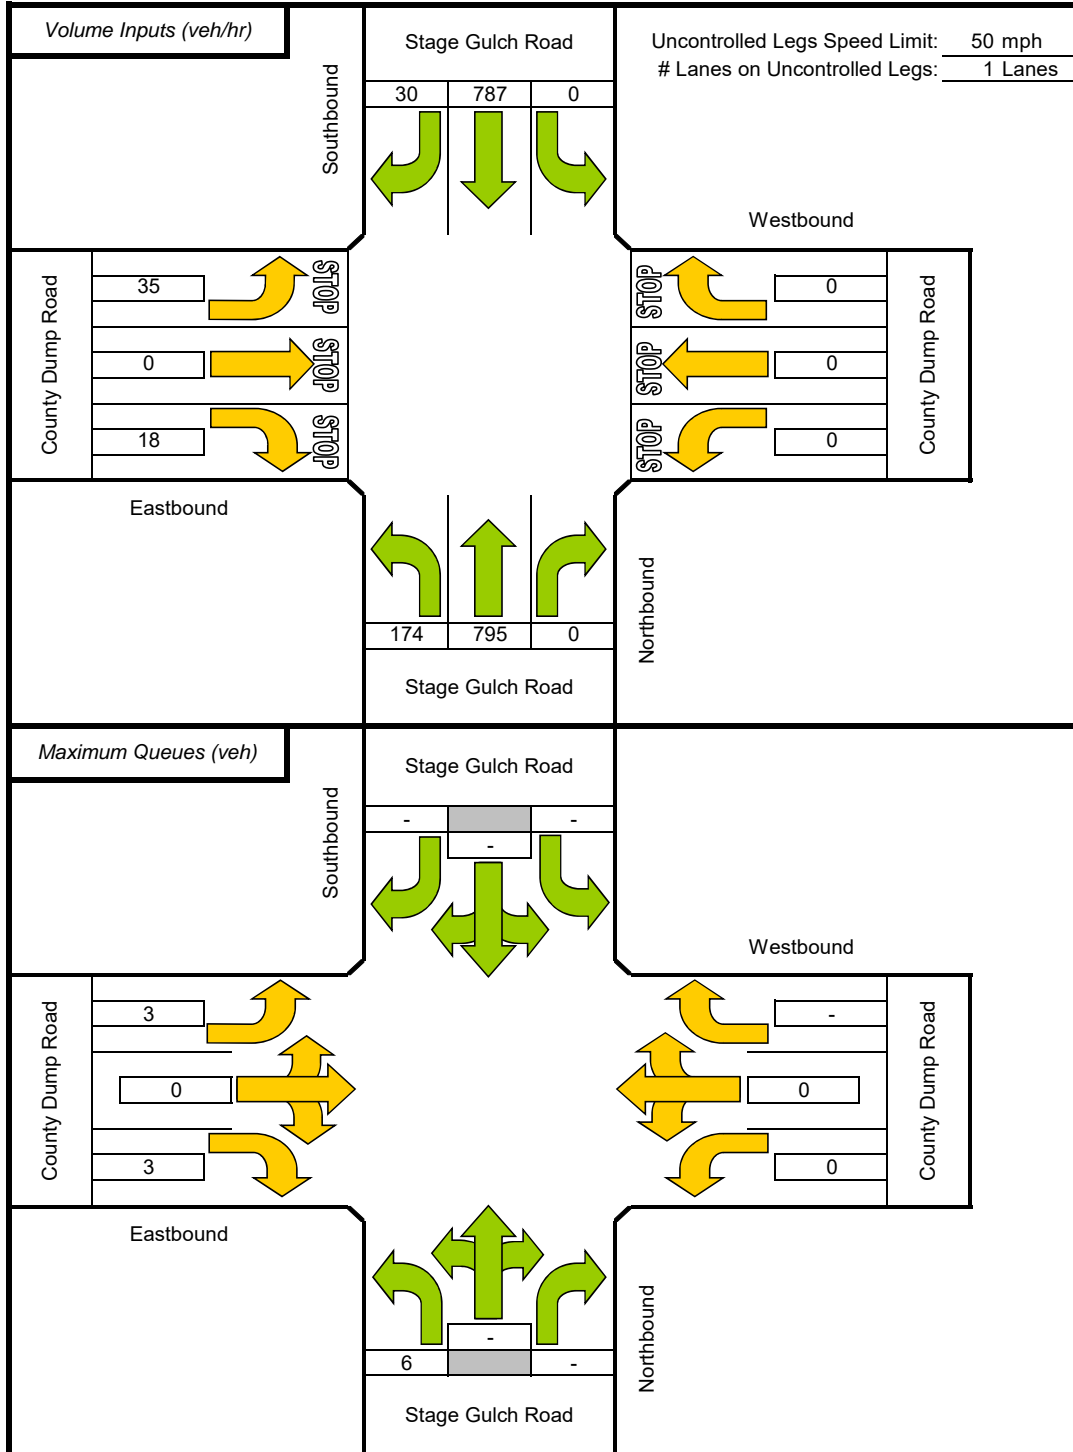 Volume Inputs (veh/hr)
Stage Gulch Road
Uncontrolled Legs Speed Limit: 50 mph
# Lanes on Uncontrolled Legs: 1 Lanes
Southbound
30 787 0
Westbound
County Dump Road
35
STOP
0
STOP
18
STOP
STOP
0
STOP
0
STOP
0
County Dump Road
Eastbound
Northbound
174 795 0
Stage Gulch Road
Maximum Queues (veh)
Stage Gulch Road
Southbound
- -
-
Westbound
County Dump Road
3
0
3
-
0
0
County Dump Road
Eastbound
Northbound
-
6 -
Stage Gulch Road